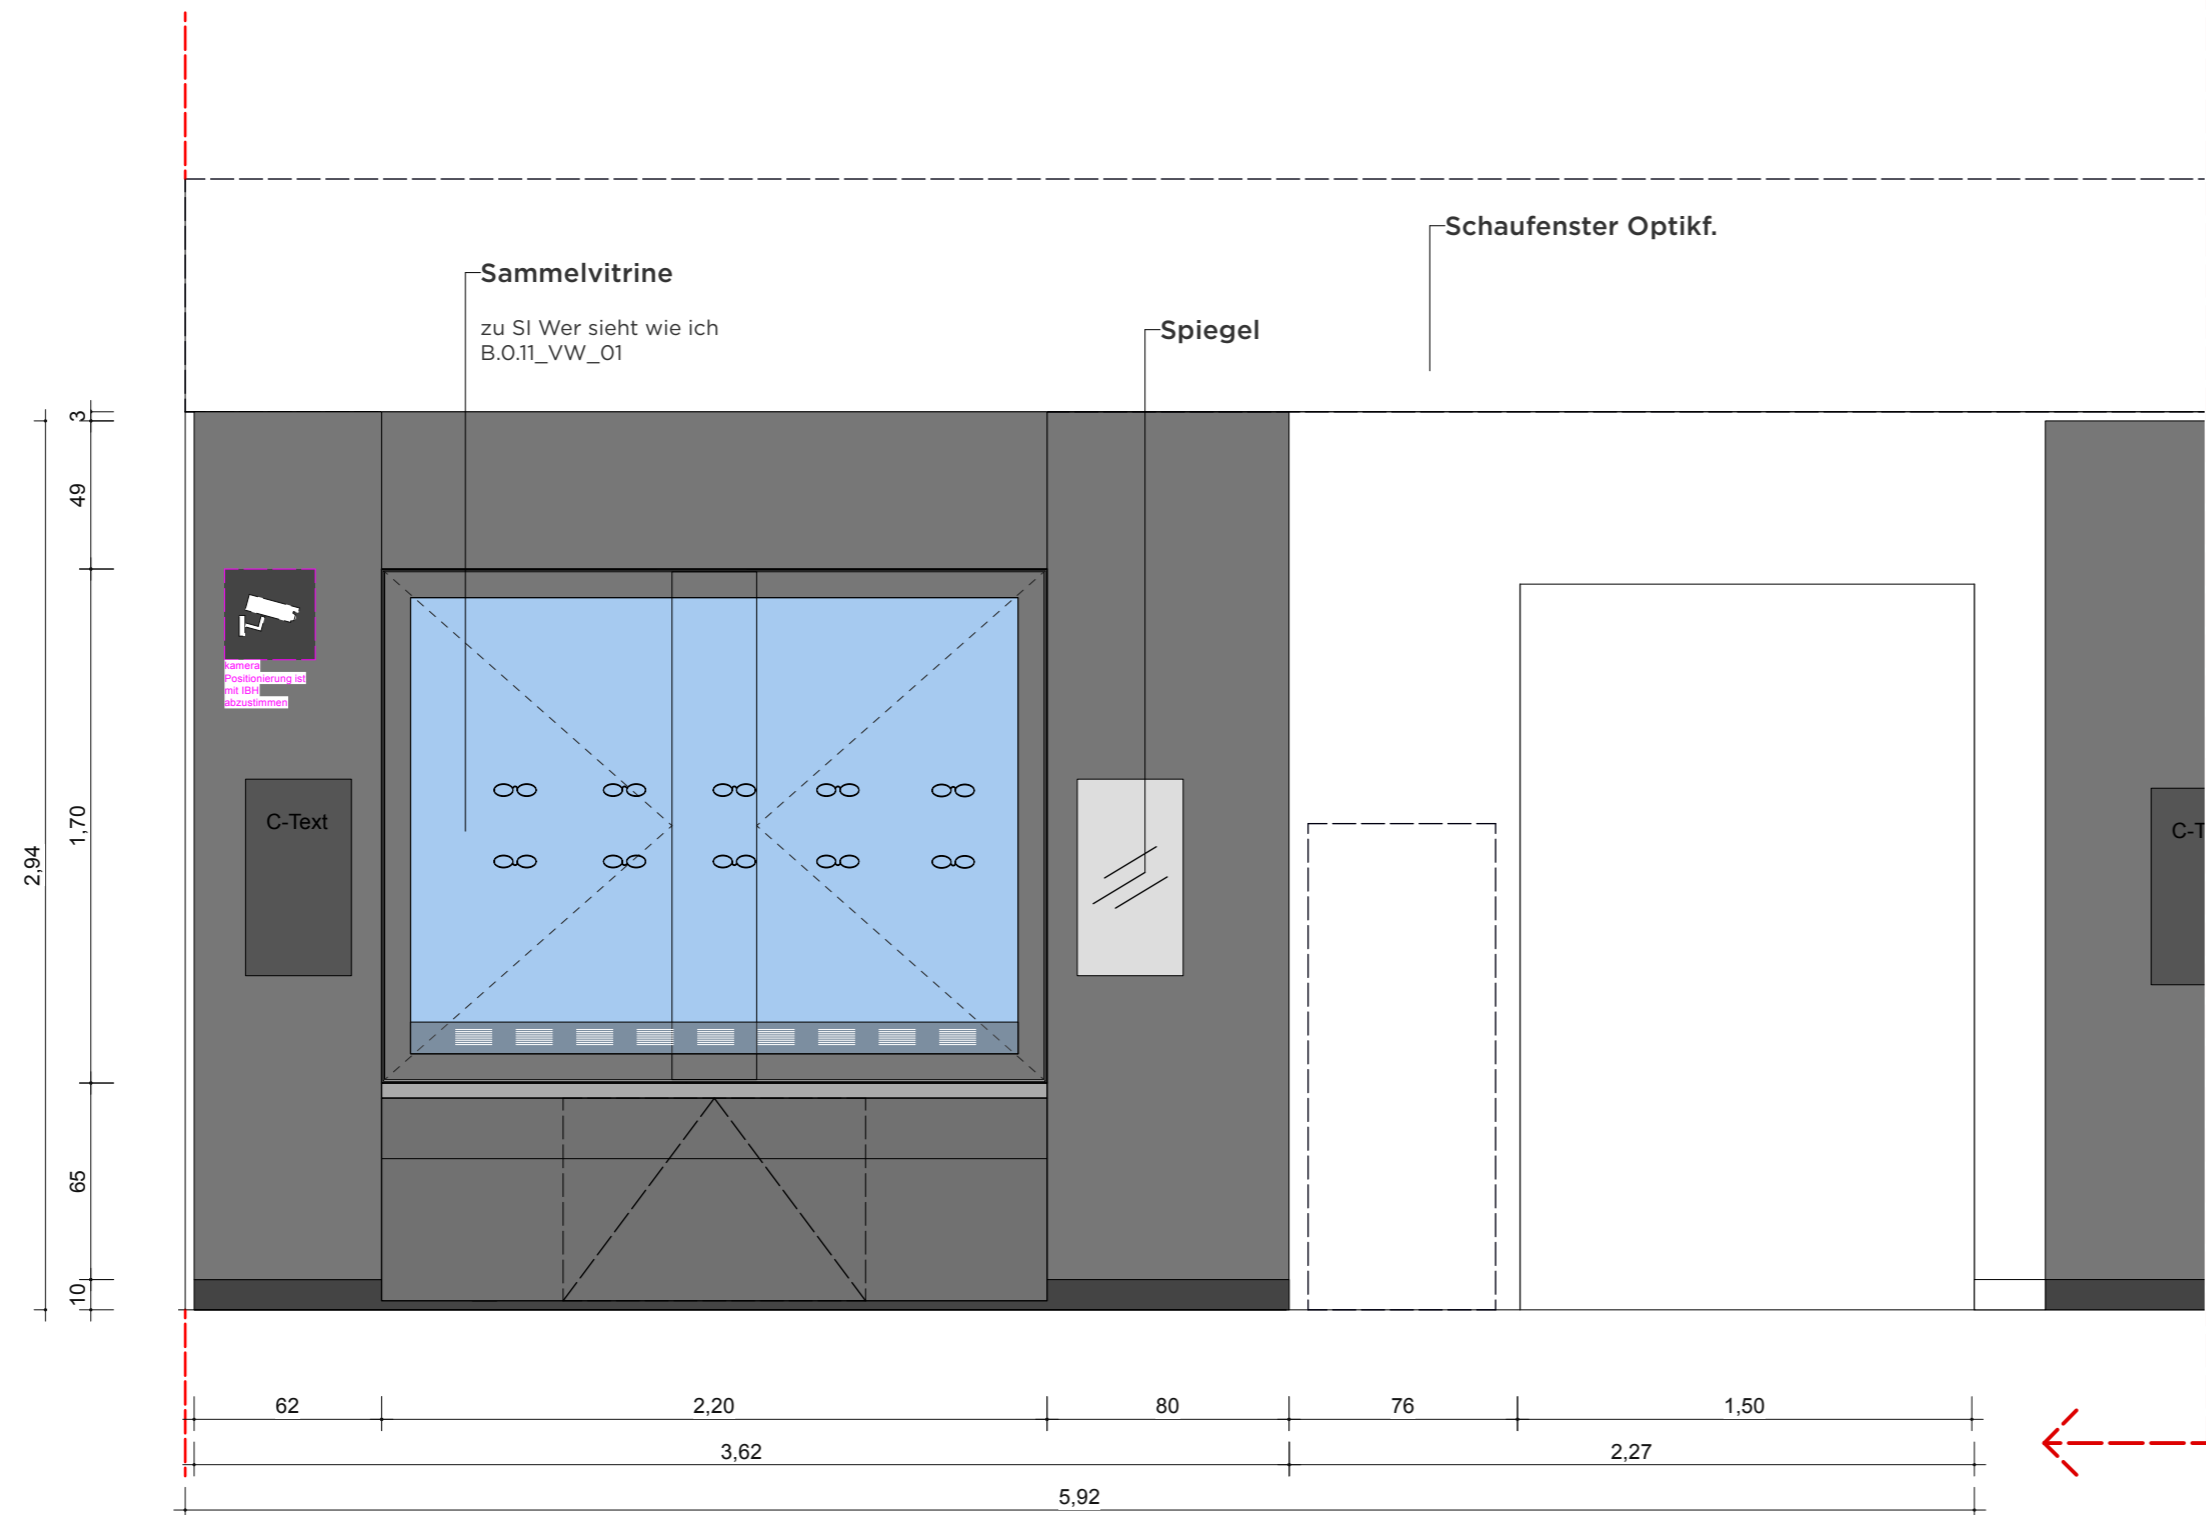 Schaufenster Optikf.
Sammelvitrine
zu SI Wer sieht wie ich
B.0.11_VW_01
Spiegel
3
49
1,70
2,94
65
10
kamera
Positionierung ist
mit IBH
abzustimmen
C-Text
C-T
62
2,20
80
76
1,50
3,62
2,27
5,92